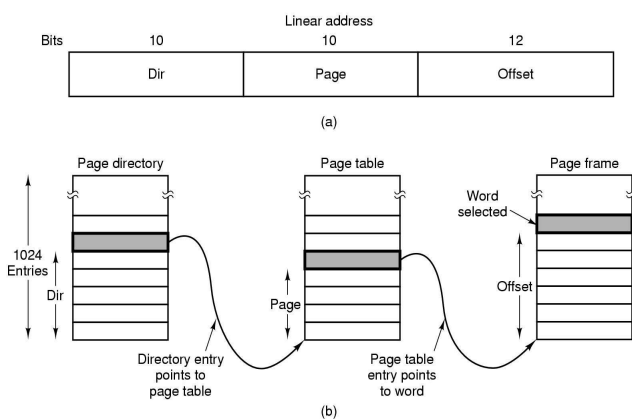 Linear address
Bits 10 10 12
Dir Page Offset
(a)
Page directory Page table Page frame
Word
selected
1024
Entries
Dir
Page
Offset
Directory entry
points to
page table
Page table
entry points
to word
(b)